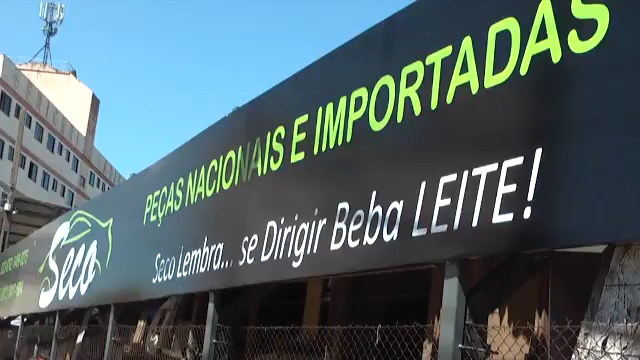 PEÇAS NACIONAIS E IMPORTADAS
Seco
Seco Lembra... se Dirigir Beba LEITE!